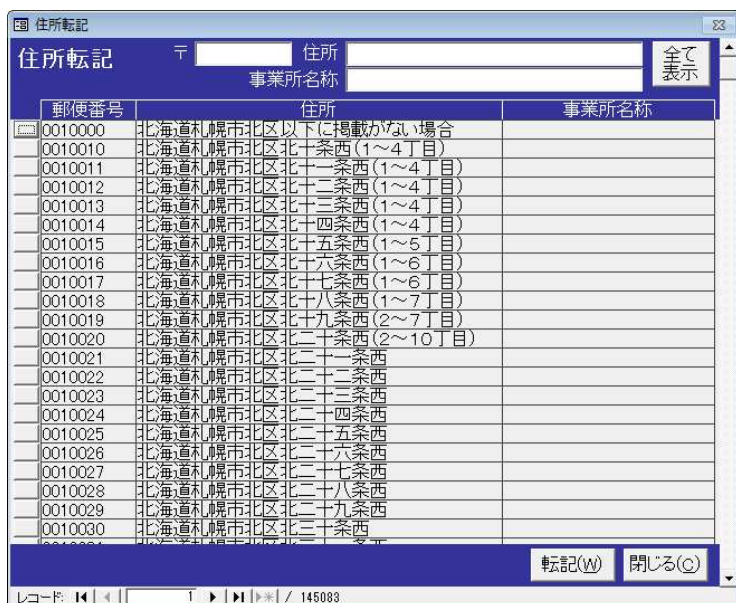 住所転記
住所転記 〒 住所 全て表示
事業所名称
郵便番号 住所 事業所名称
0010000 北海道札幌市北区以下に掲載がない場合
0010010 北海道札幌市北区北十条西(1～4丁目)
0010011 北海道札幌市北区北十一条西(1～4丁目)
0010012 北海道札幌市北区北十二条西(1～4丁目)
0010013 北海道札幌市北区北十三条西(1～4丁目)
0010014 北海道札幌市北区北十四条西(1～4丁目)
0010015 北海道札幌市北区北十五条西(1～5丁目)
0010016 北海道札幌市北区北十六条西(1～6丁目)
0010017 北海道札幌市北区北十七条西(1～6丁目)
0010018 北海道札幌市北区北十八条西(1～7丁目)
0010019 北海道札幌市北区北十九条西(2～7丁目)
0010020 北海道札幌市北区北二十条西(2～10丁目)
0010021 北海道札幌市北区北二十一条西
0010022 北海道札幌市北区北二十二条西
0010023 北海道札幌市北区北二十三条西
0010024 北海道札幌市北区北二十四条西
0010025 北海道札幌市北区北二十五条西
0010026 北海道札幌市北区北二十六条西
0010027 北海道札幌市北区北二十七条西
0010028 北海道札幌市北区北二十八条西
0010029 北海道札幌市北区北二十九条西
0010030 北海道札幌市北区北三十条西
転記(W) 閉じる(C)
レコード: 1 / 145083